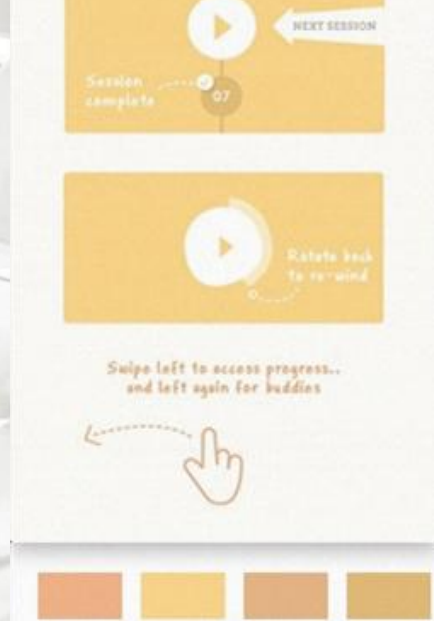 NEXT SESSION
Session
complete
07
Rotate back
to re-wind
Swipe left to access progress..
and left again for buddies